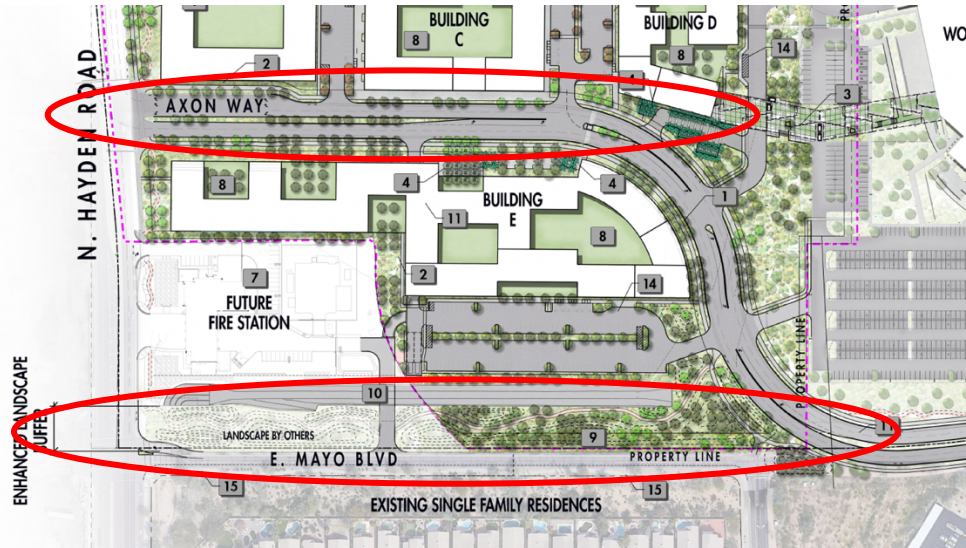 BUILDING
C
BUILDING D
8
8
14
WO
2
N. HAYDEN ROAD
AXON WAY
3
4
8
4
4
1
BUILDING
E
11
8
2
14
7
FUTURE
FIRE STATION
PROPERTY LINE
ENHANCED LANDSCAPE
BUFFER
10
LANDSCAPE BY OTHERS
9
11
E. MAYO BLVD
PROPERTY LINE
15
15
EXISTING SINGLE FAMILY RESIDENCES